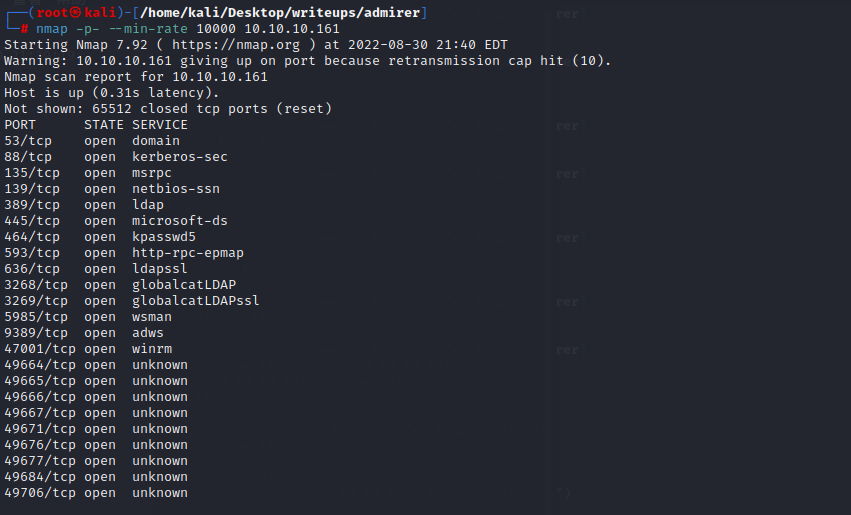 ┌──(root㉿kali)-[/home/kali/Desktop/writeups/admirer]
└─# nmap -p- --min-rate 10000 10.10.10.161
Starting Nmap 7.92 ( https://nmap.org ) at 2022-08-30 21:40 EDT
Warning: 10.10.10.161 giving up on port because retransmission cap hit (10).
Nmap scan report for 10.10.10.161
Host is up (0.31s latency).
Not shown: 65512 closed tcp ports (reset)
PORT      STATE SERVICE
53/tcp    open  domain
88/tcp    open  kerberos-sec
135/tcp   open  msrpc
139/tcp   open  netbios-ssn
389/tcp   open  ldap
445/tcp   open  microsoft-ds
464/tcp   open  kpasswd5
593/tcp   open  http-rpc-epmap
636/tcp   open  ldapssl
3268/tcp  open  globalcatLDAP
3269/tcp  open  globalcatLDAPssl
5985/tcp  open  wsman
9389/tcp  open  adws
47001/tcp open  winrm
49664/tcp open  unknown
49665/tcp open  unknown
49666/tcp open  unknown
49667/tcp open  unknown
49671/tcp open  unknown
49676/tcp open  unknown
49677/tcp open  unknown
49684/tcp open  unknown
49706/tcp open  unknown